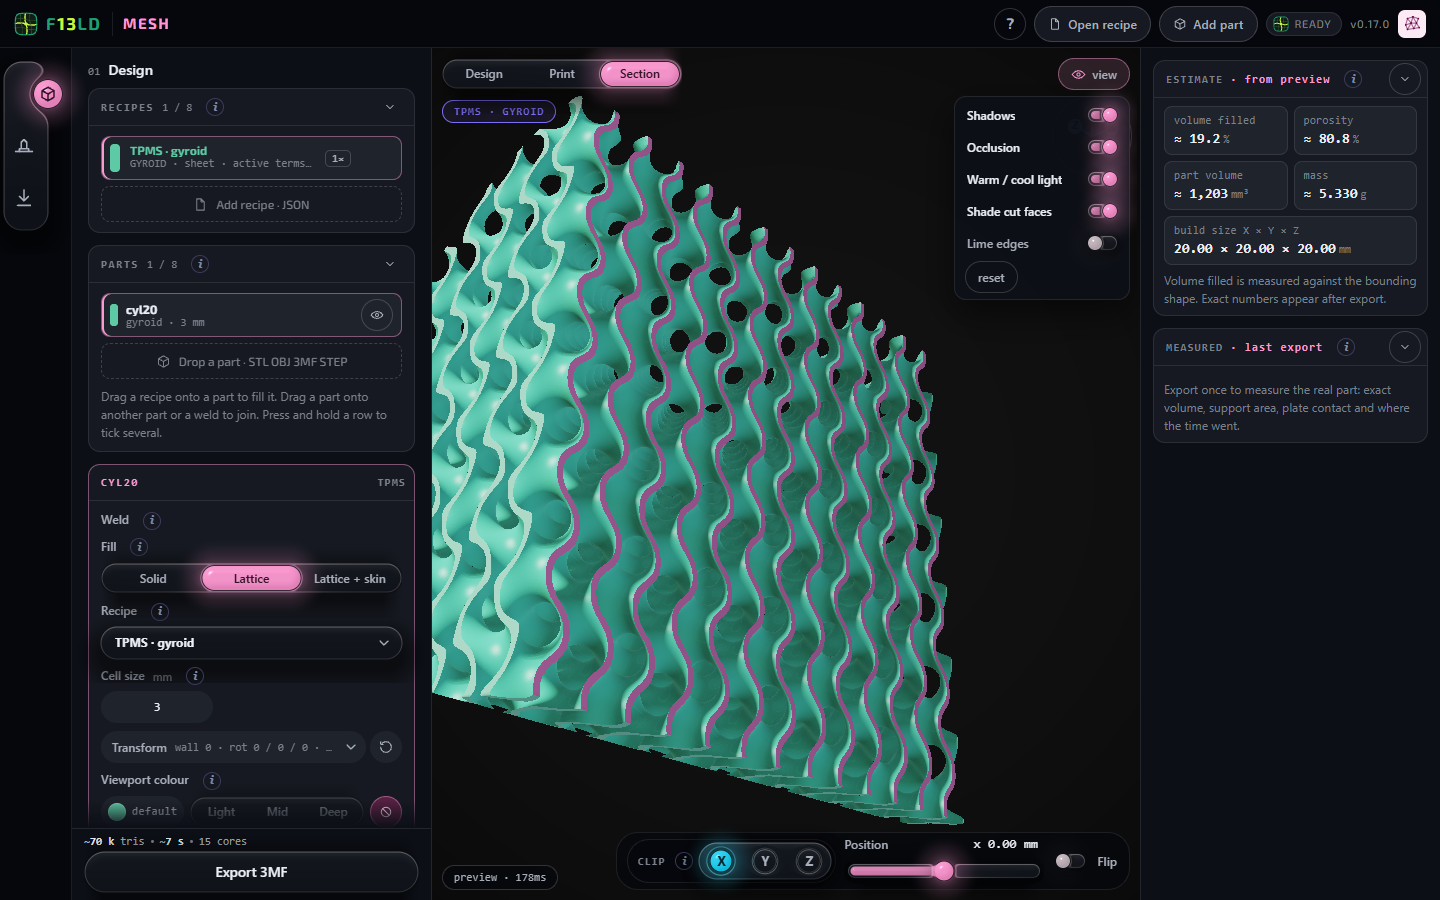 F13LD MESH
? Open recipe Add part READY v0.17.0
01 Design
RECIPES 1 / 8 i
TPMS · gyroid
GYROID · sheet · active terms… 1×
Add recipe · JSON
PARTS 1 / 8 i
cyl20
gyroid · 3 mm
Drop a part · STL OBJ 3MF STEP
Drag a recipe onto a part to fill it. Drag a part onto
another part or a weld to join. Press and hold a row to
tick several.
CYL20 TPMS
Weld i
Fill i
Solid Lattice Lattice + skin
Recipe i
TPMS · gyroid
Cell size mm i
3
Transform wall 0 · rot 0 / 0 / 0 · …
Viewport colour i
default Light Mid Deep
~70 k tris • ~7 s • 15 cores
Export 3MF
Design Print Section
TPMS · GYROID
view
Shadows
Occlusion
Warm / cool light
Shade cut faces
Lime edges
reset
preview · 178ms
CLIP i X Y Z
Position x 0.00 mm
Flip
ESTIMATE · from preview i
volume filled
≈ 19.2 %
porosity
≈ 80.8 %
part volume
≈ 1,203 mm³
mass
≈ 5.330 g
build size X × Y × Z
20.00 × 20.00 × 20.00 mm
Volume filled is measured against the bounding
shape. Exact numbers appear after export.
MEASURED · last export i
Export once to measure the real part: exact
volume, support area, plate contact and where
the time went.